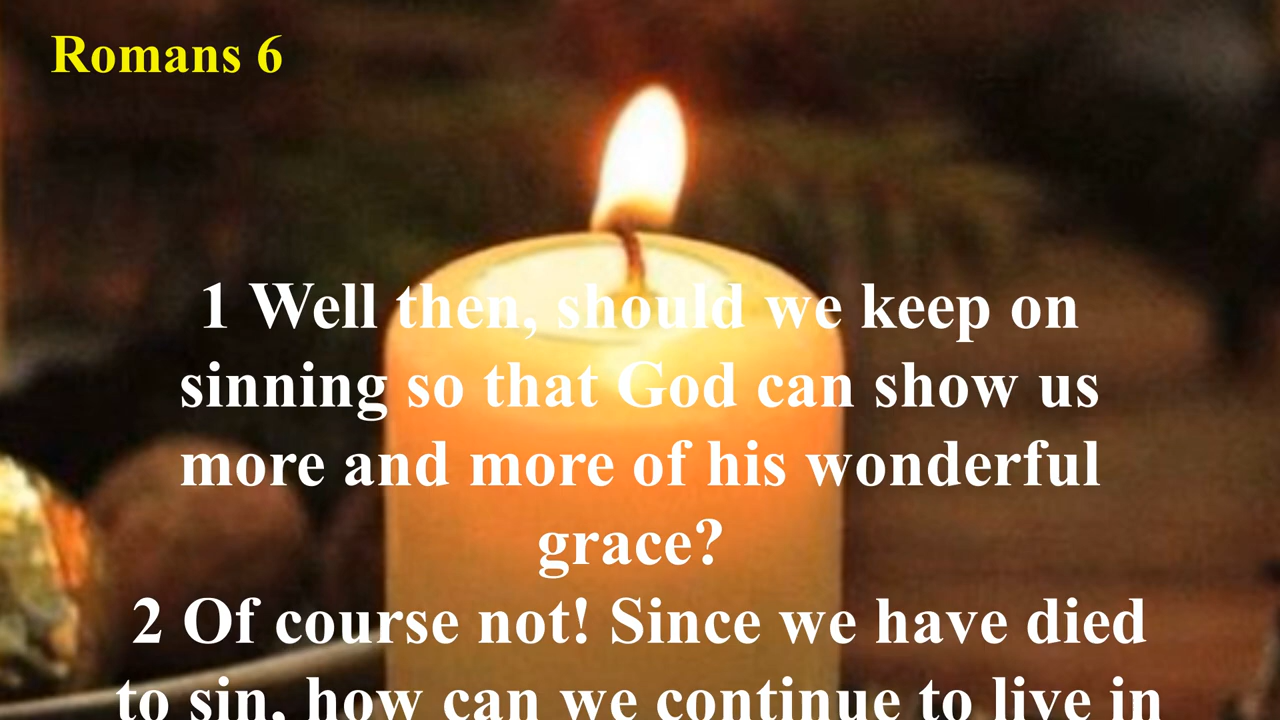 Romans 6
1 Well then, should we keep on
sinning so that God can show us
more and more of his wonderful
grace?
2 Of course not! Since we have died
to sin, how can we continue to live in